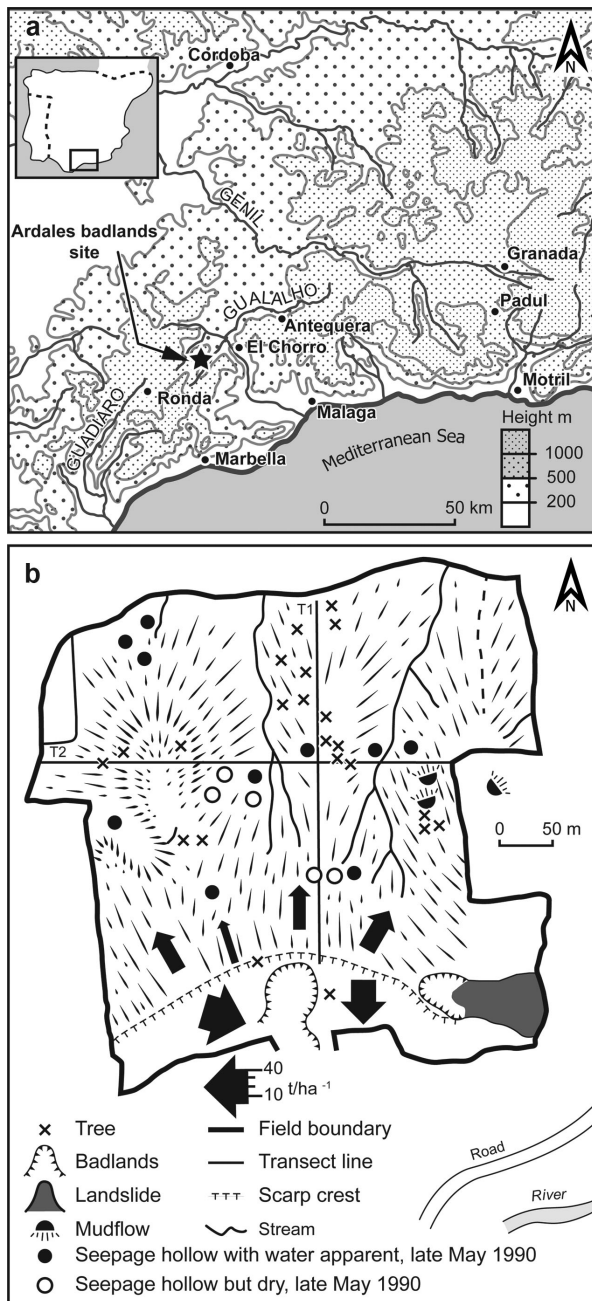 a
N
Cordoba
GENIL
Ardales badlands
site
Granada
GUALALHO
Padul
Antequera
El Chorro
Motril
Ronda
Malaga
GUADIARO
Height m
Mediterranean Sea
1000
Marbella
500
200
0 50 km
b
N
T1
T2
0 50 m
40
10 t/ha -1
Tree
Field boundary
Road
Badlands
Transect line
Landslide
Scarp crest
River
Mudflow
Stream
Seepage hollow with water apparent, late May 1990
Seepage hollow but dry, late May 1990